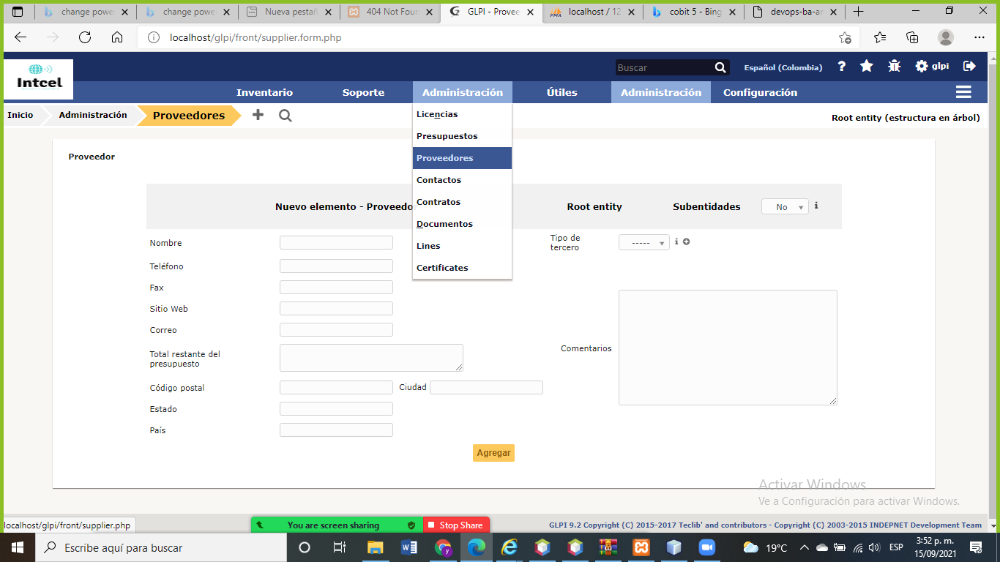 change power
change power
Nueva pestañ
404 Not Foun
GLPI - Provee
localhost / 12
cobit 5 - Bing
devops-ba-ar
localhost/glpi/front/supplier.form.php
Intcel
Buscar
Español (Colombia)
?
glpi
Inventario
Soporte
Administración
Útiles
Administración
Configuración
Inicio
Administración
Proveedores
Root entity (estructura en árbol)
Licencias
Presupuestos
Proveedores
Contactos
Contratos
Documentos
Lines
Certificates
Proveedor
Nuevo elemento - Proveedor
Root entity
Subentidades
No
Nombre
Tipo de
tercero
-----
Teléfono
Fax
Sitio Web
Correo
Comentarios
Total restante del
presupuesto
Código postal
Ciudad
Estado
País
Agregar
Activar Windows
Ve a Configuración para activar Windows.
localhost/glpi/front/supplier.php
You are screen sharing
Stop Share
GLPI 9.2 Copyright (C) 2015-2017 Teclib' and contributors - Copyright (C) 2003-2015 INDEPNET Development Team
Escribe aquí para buscar
19°C
ESP
3:52 p. m.
15/09/2021